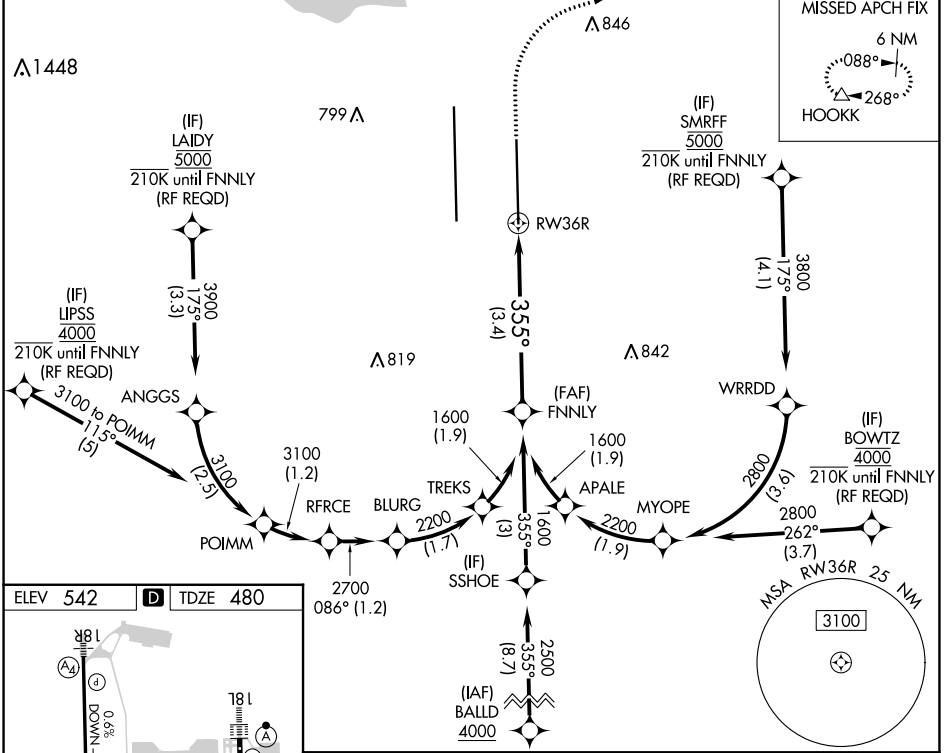 MISSED APCH FIX
6 NM
088°
268°
HOOKK
846
1448
799
(IF)
LAIDY
5000
210K until FNNLY
(RF REQD)
(IF)
SMRFF
5000
210K until FNNLY
(RF REQD)
RW36R
3900
175°
(3.3)
355°
(3.4)
3800
175°
(4.1)
(IF)
LIPSS
4000
210K until FNNLY
(RF REQD)
819
842
ANGGS
3100 to POIMM
115°
(5)
(FAF)
FNNLY
WRRDD
(IF)
BOWTZ
4000
210K until FNNLY
(RF REQD)
3100
(2.5)
3100
(1.2)
1600
(1.9)
1600
(1.9)
2800
(3.6)
POIMM
RFRCE
BLURG
TREKS
APALE
MYOPE
2200
(1.7)
2200
(1.9)
2800
262°
(3.7)
2700
086° (1.2)
1600
355°
(3)
(IF)
SSHOE
2500
355°
(8.7)
(IAF)
BALLD
4000
MSA RW36R 25 NM
3100
ELEV 542
D
TDZE 480
18R
A4
P
0.6%
DOWN
18L
A